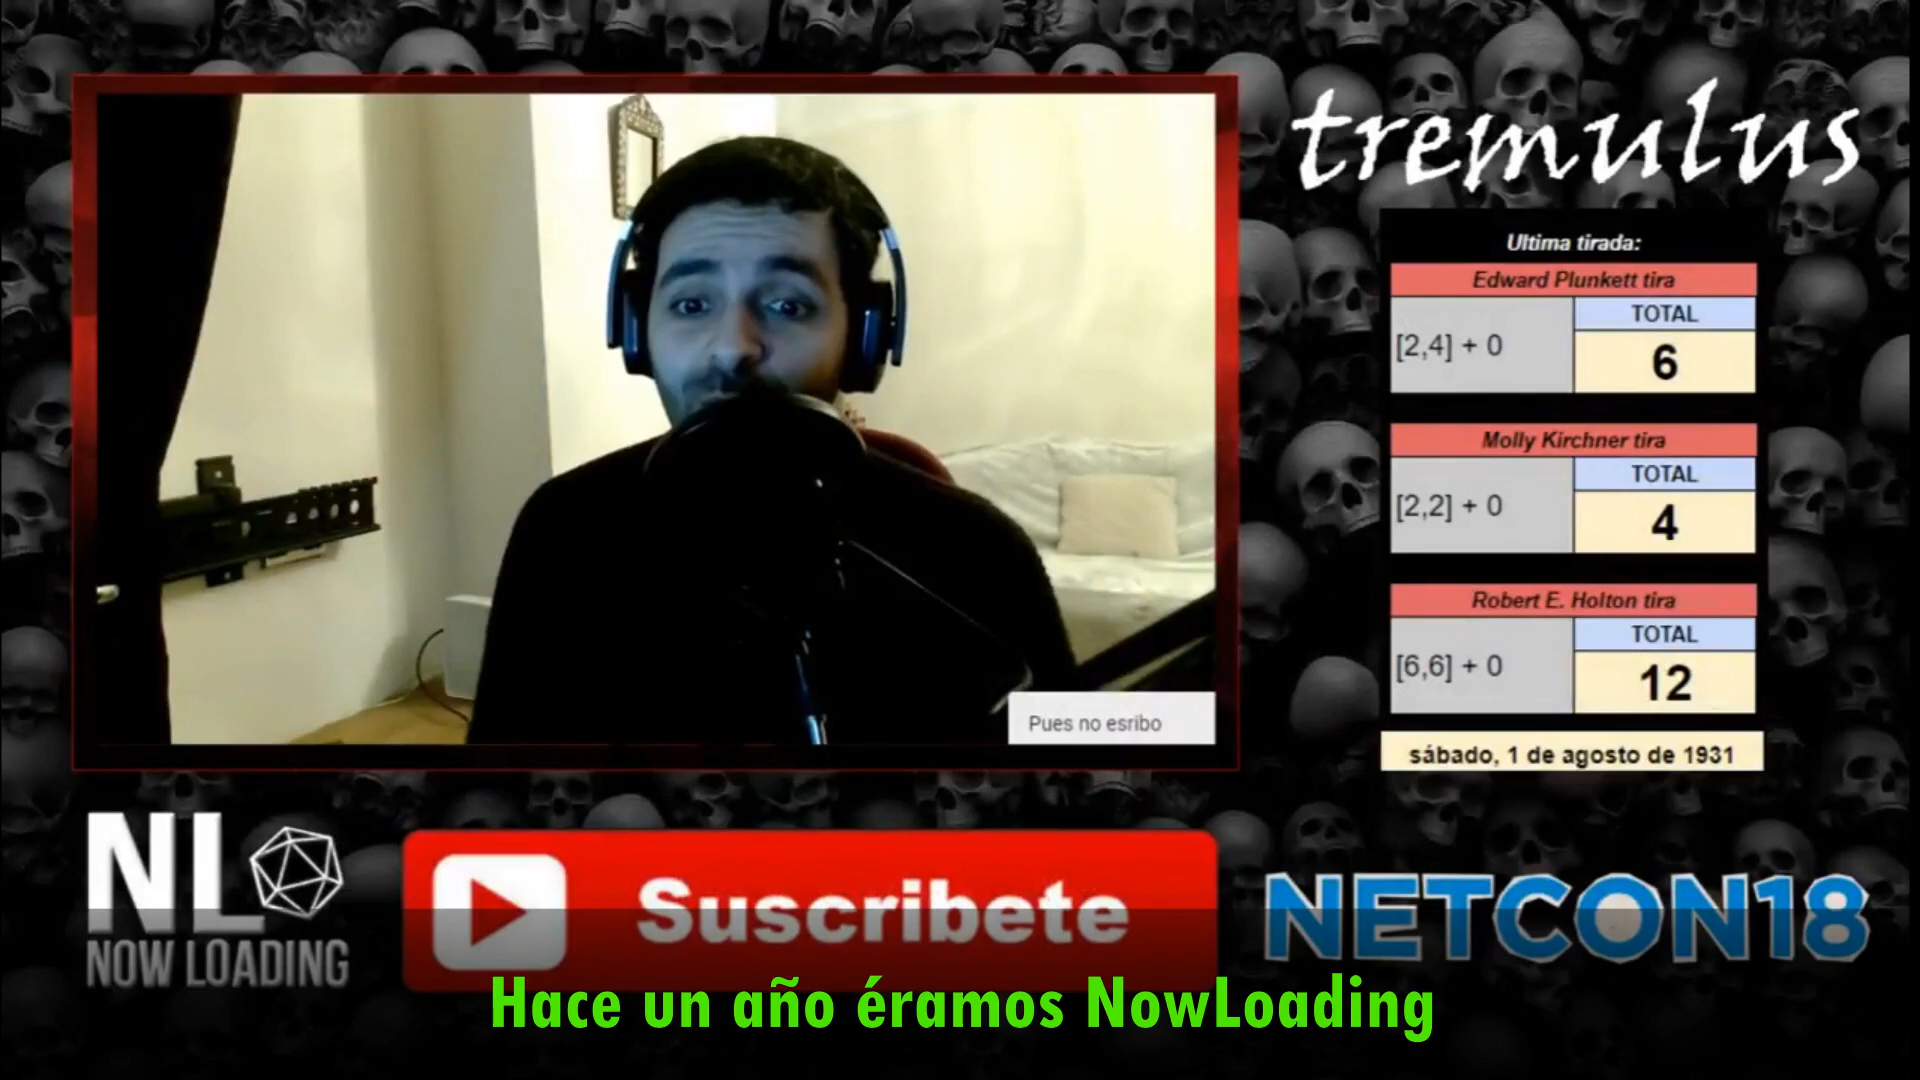 tremulus
Ultima tirada:
Edward Plunkett tira
TOTAL
[2,4] + 0
6
Molly Kirchner tira
TOTAL
[2,2] + 0
4
Robert E. Holton tira
TOTAL
[6,6] + 0
12
sábado, 1 de agosto de 1931
Pues no esribo
NL
NOW LOADING
Suscribete
NETCON18
Hace un año éramos NowLoading